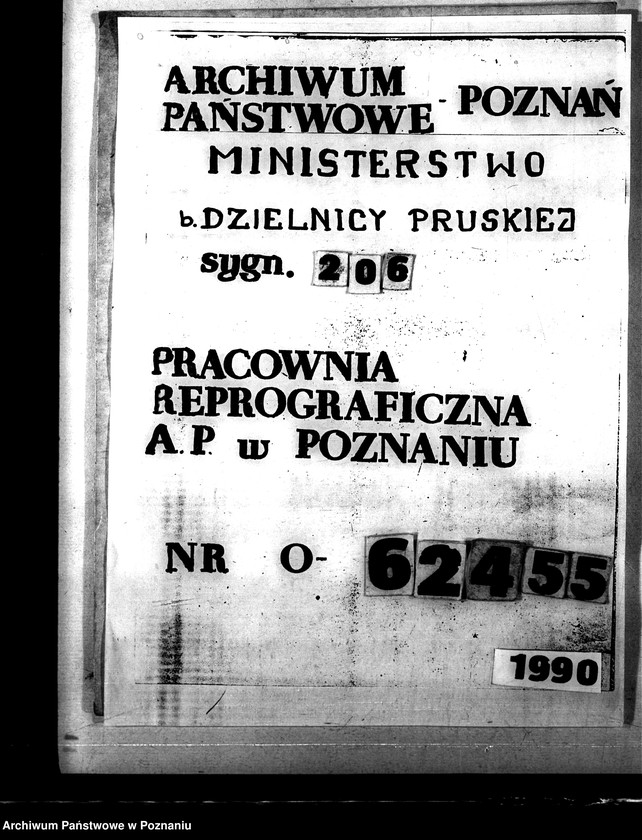 ARCHIWUM
PAŃSTWOWE - POZNAŃ
MINISTERSTWO
b. DZIELNICY PRUSKIEJ
sygn. 206
PRACOWNIA
REPROGRAFICZNA
A.P. w POZNANIU
NR O- 62455
1990
Archiwum Państwowe w Poznaniu